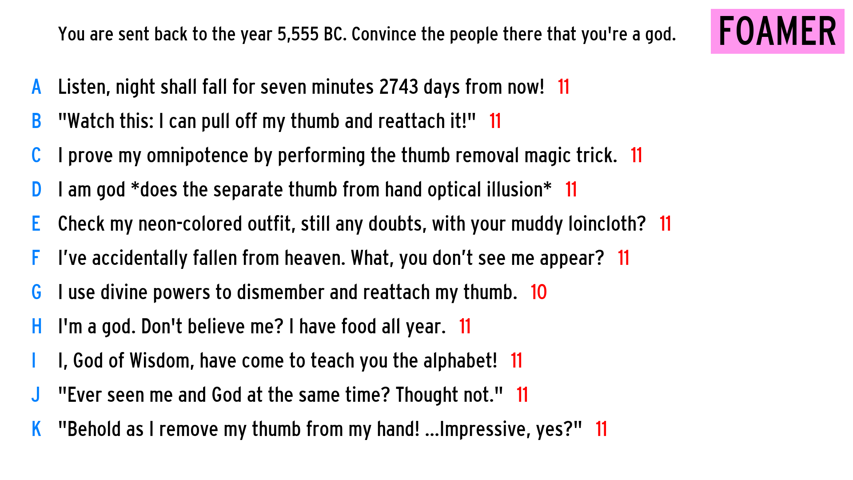 You are sent back to the year 5,555 BC. Convince the people there that you're a god.
FOAMER
A Listen, night shall fall for seven minutes 2743 days from now! 11
B "Watch this: I can pull off my thumb and reattach it!" 11
C I prove my omnipotence by performing the thumb removal magic trick. 11
D I am god *does the separate thumb from hand optical illusion* 11
E Check my neon-colored outfit, still any doubts, with your muddy loincloth? 11
F I’ve accidentally fallen from heaven. What, you don’t see me appear? 11
G I use divine powers to dismember and reattach my thumb. 10
H I'm a god. Don't believe me? I have food all year. 11
I I, God of Wisdom, have come to teach you the alphabet! 11
J "Ever seen me and God at the same time? Thought not." 11
K "Behold as I remove my thumb from my hand! ...Impressive, yes?" 11